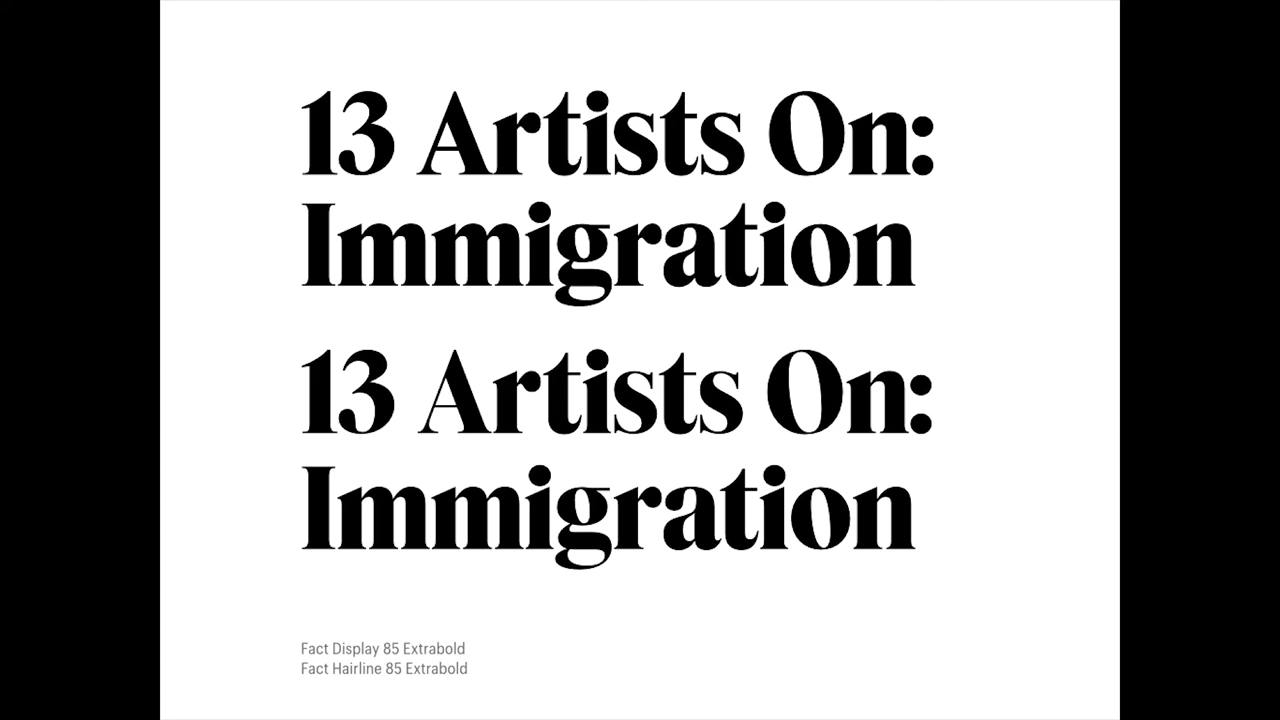 13 Artists On:
Immigration
13 Artists On:
Immigration
Fact Display 85 Extrabold
Fact Hairline 85 Extrabold